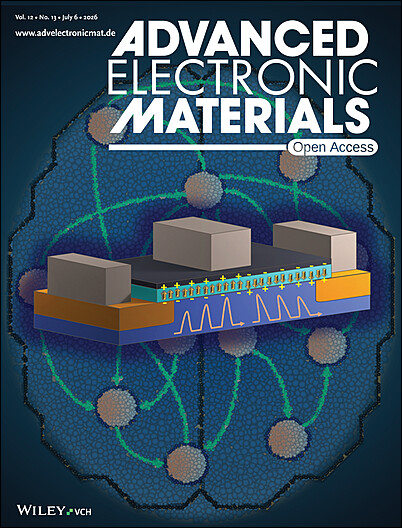 Vol. 12 • No. 13 • July 6 • 2026
www.advelectronicmat.de
ADVANCED
ELECTRONIC
MATERIALS
Open Access
WILEY-VCH